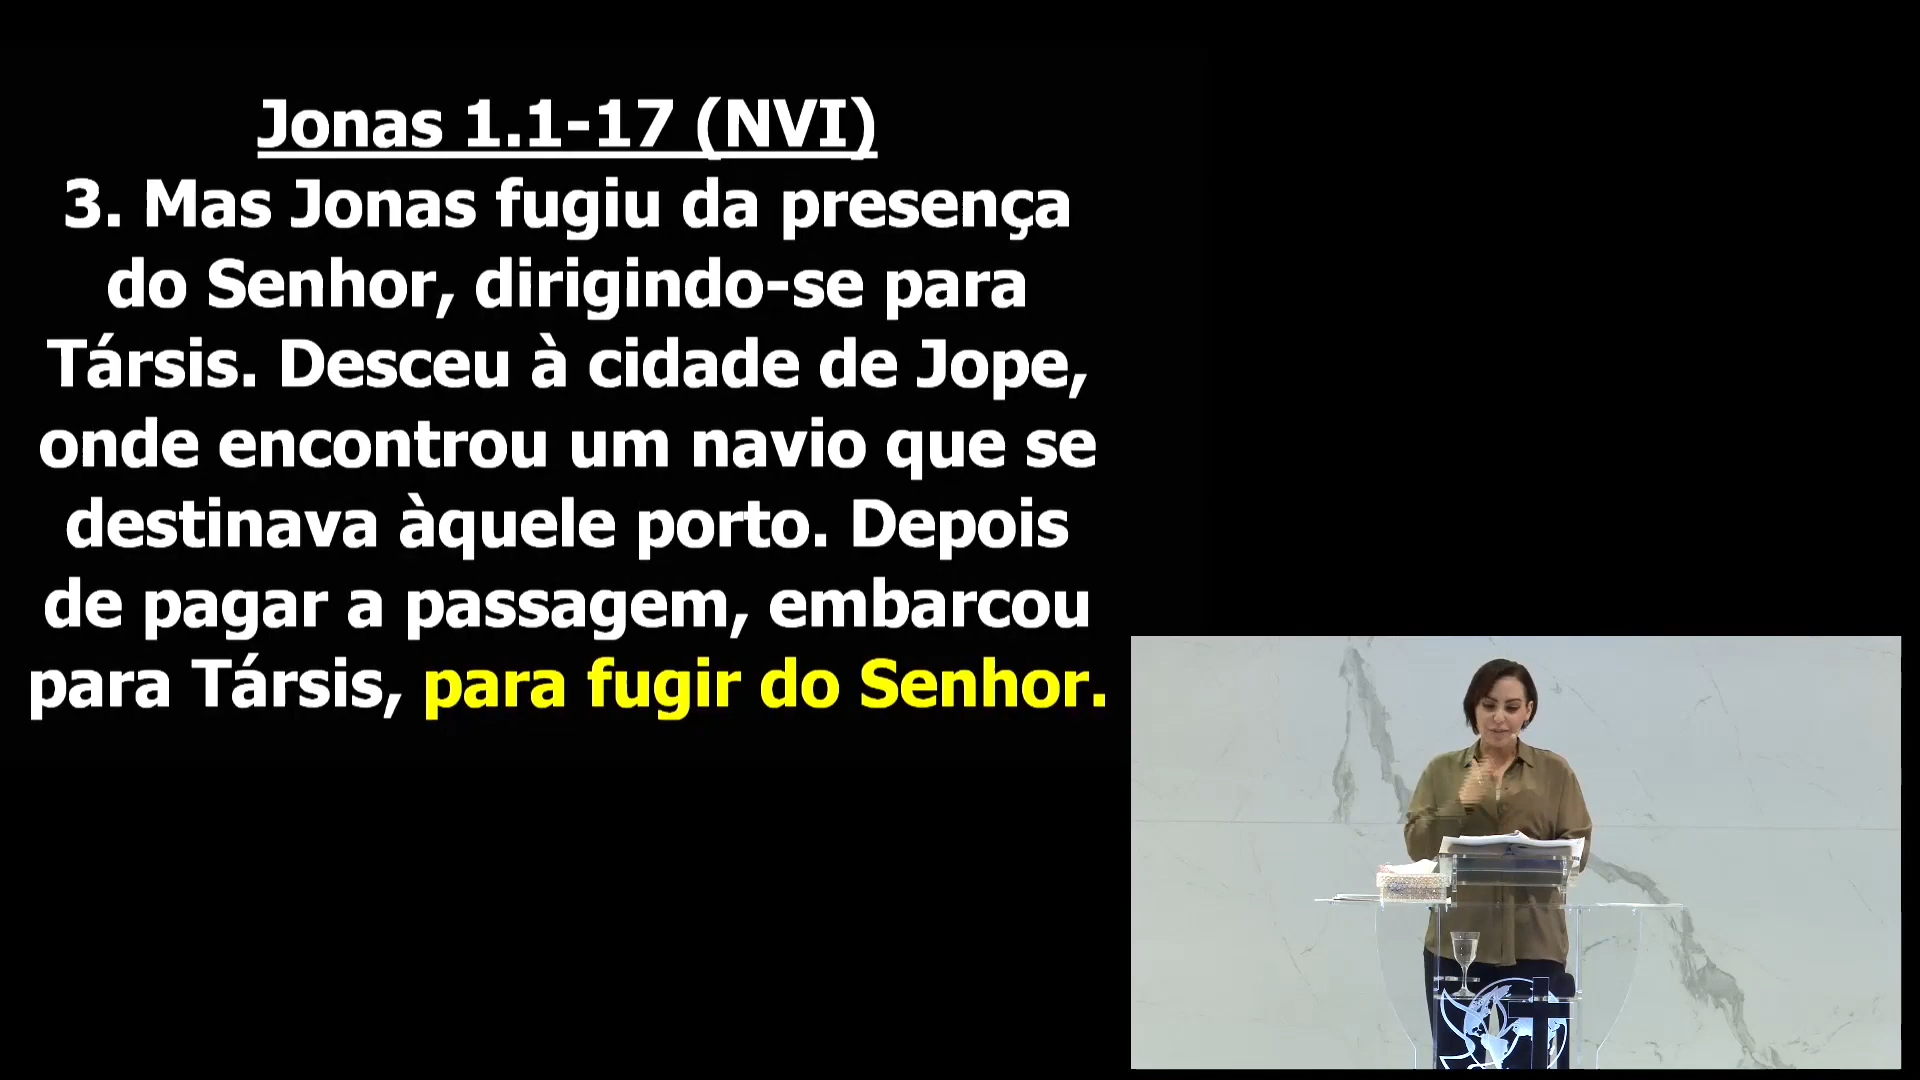 Jonas 1.1-17 (NVI)
3. Mas Jonas fugiu da presença
do Senhor, dirigindo-se para
Társis. Desceu à cidade de Jope,
onde encontrou um navio que se
destinava àquele porto. Depois
de pagar a passagem, embarcou
para Társis, para fugir do Senhor.